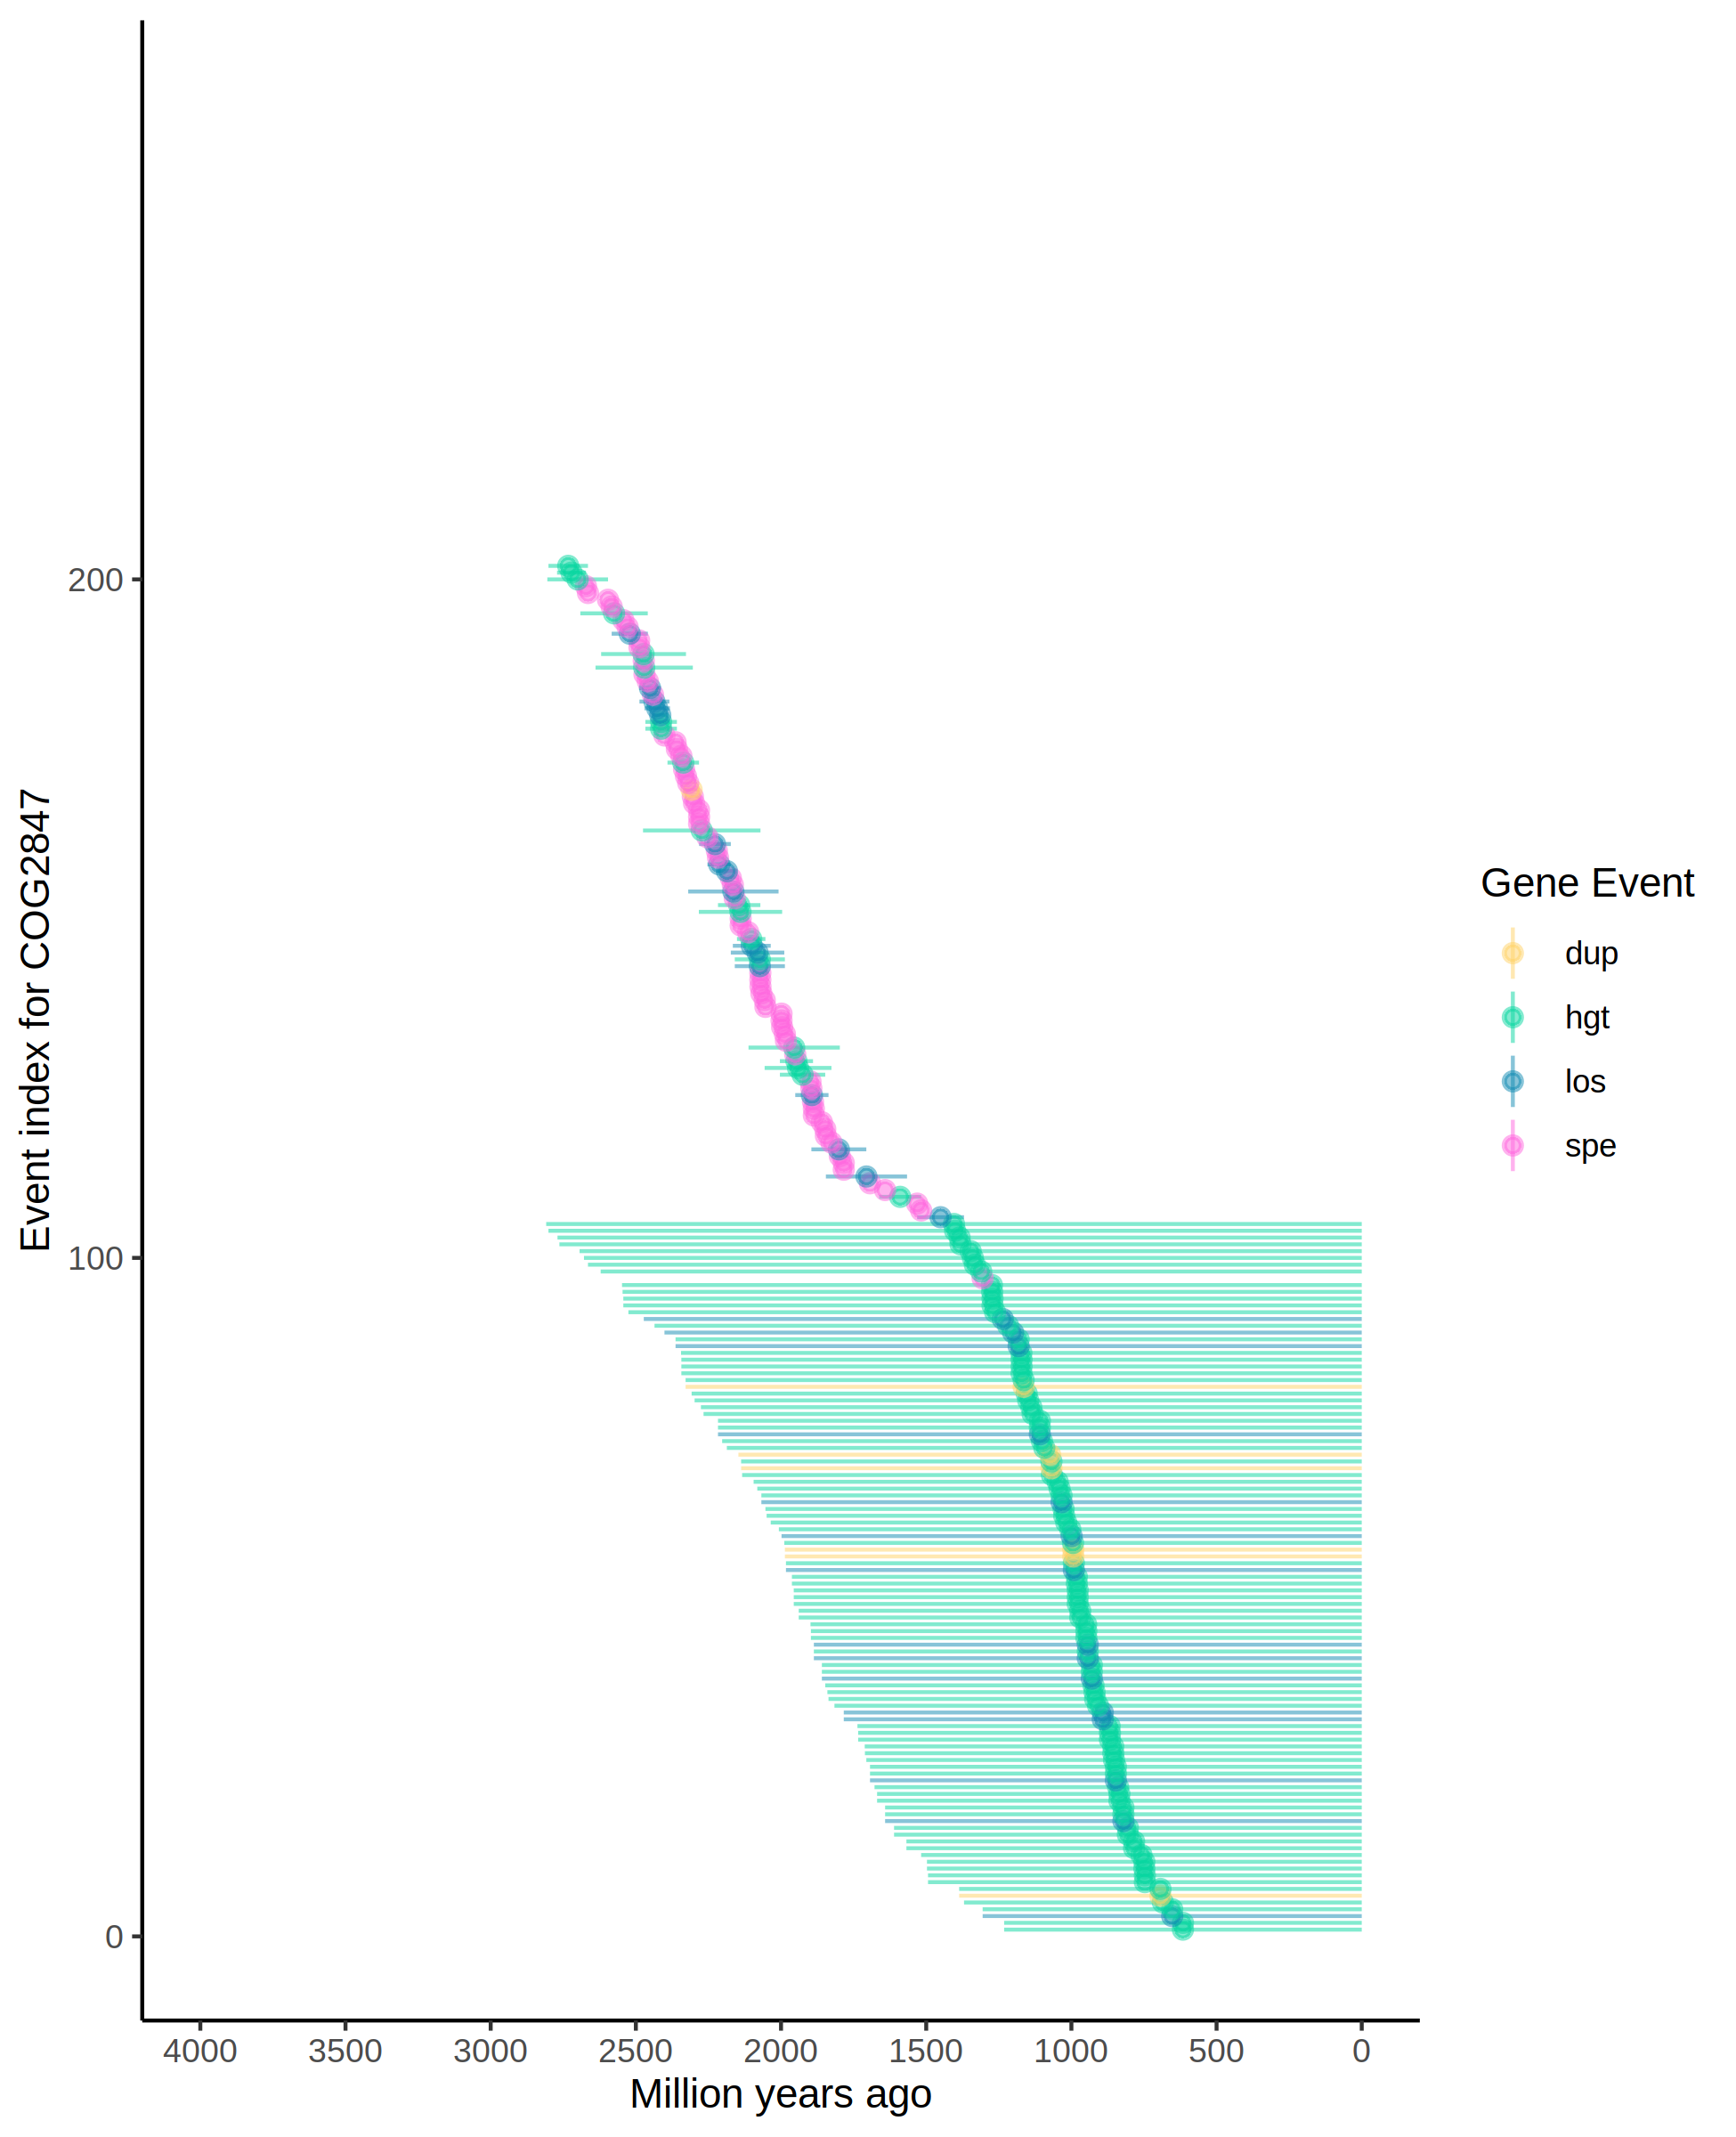 Event index for COG2847
200
100
0
4000 3500 3000 2500 2000 1500 1000 500 0
Million years ago
Gene Event
dup
hgt
los
spe